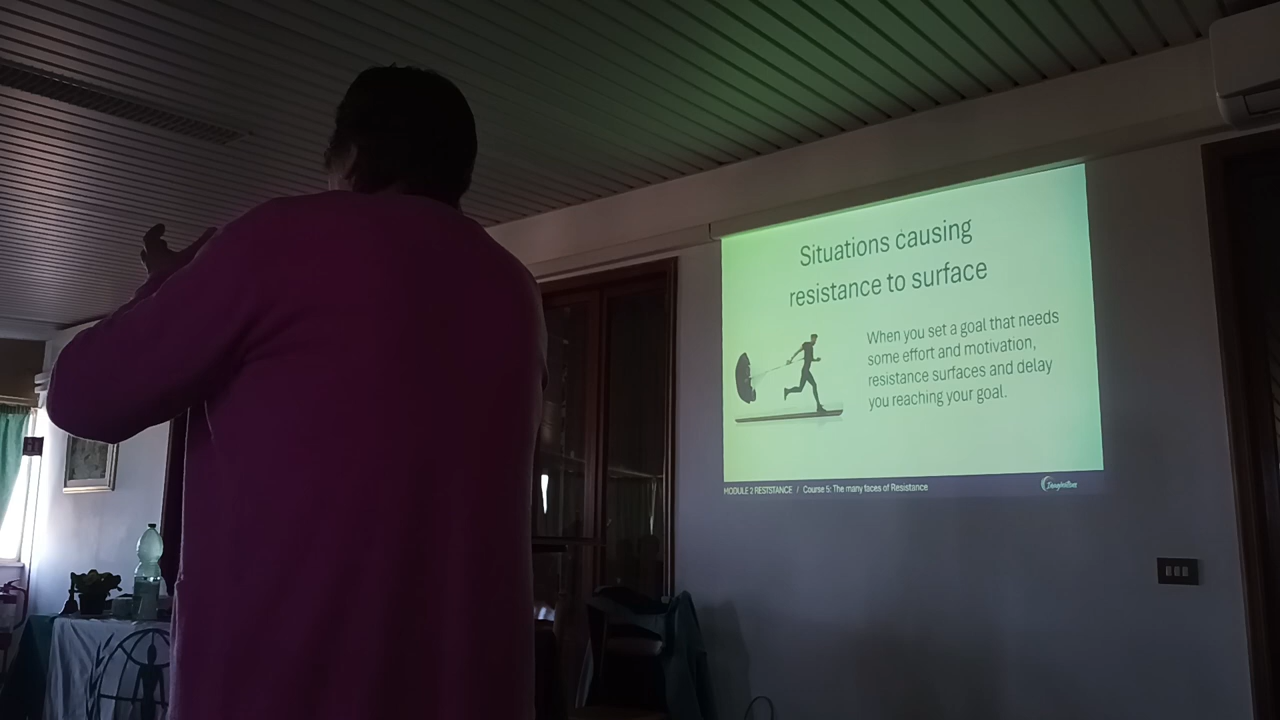 Situations causing
resistance to surface
When you set a goal that needs
some effort and motivation,
resistance surfaces and delay
you reaching your goal.
MODULE 2 RESTSTANCE / Course 5: The many faces of Resistance